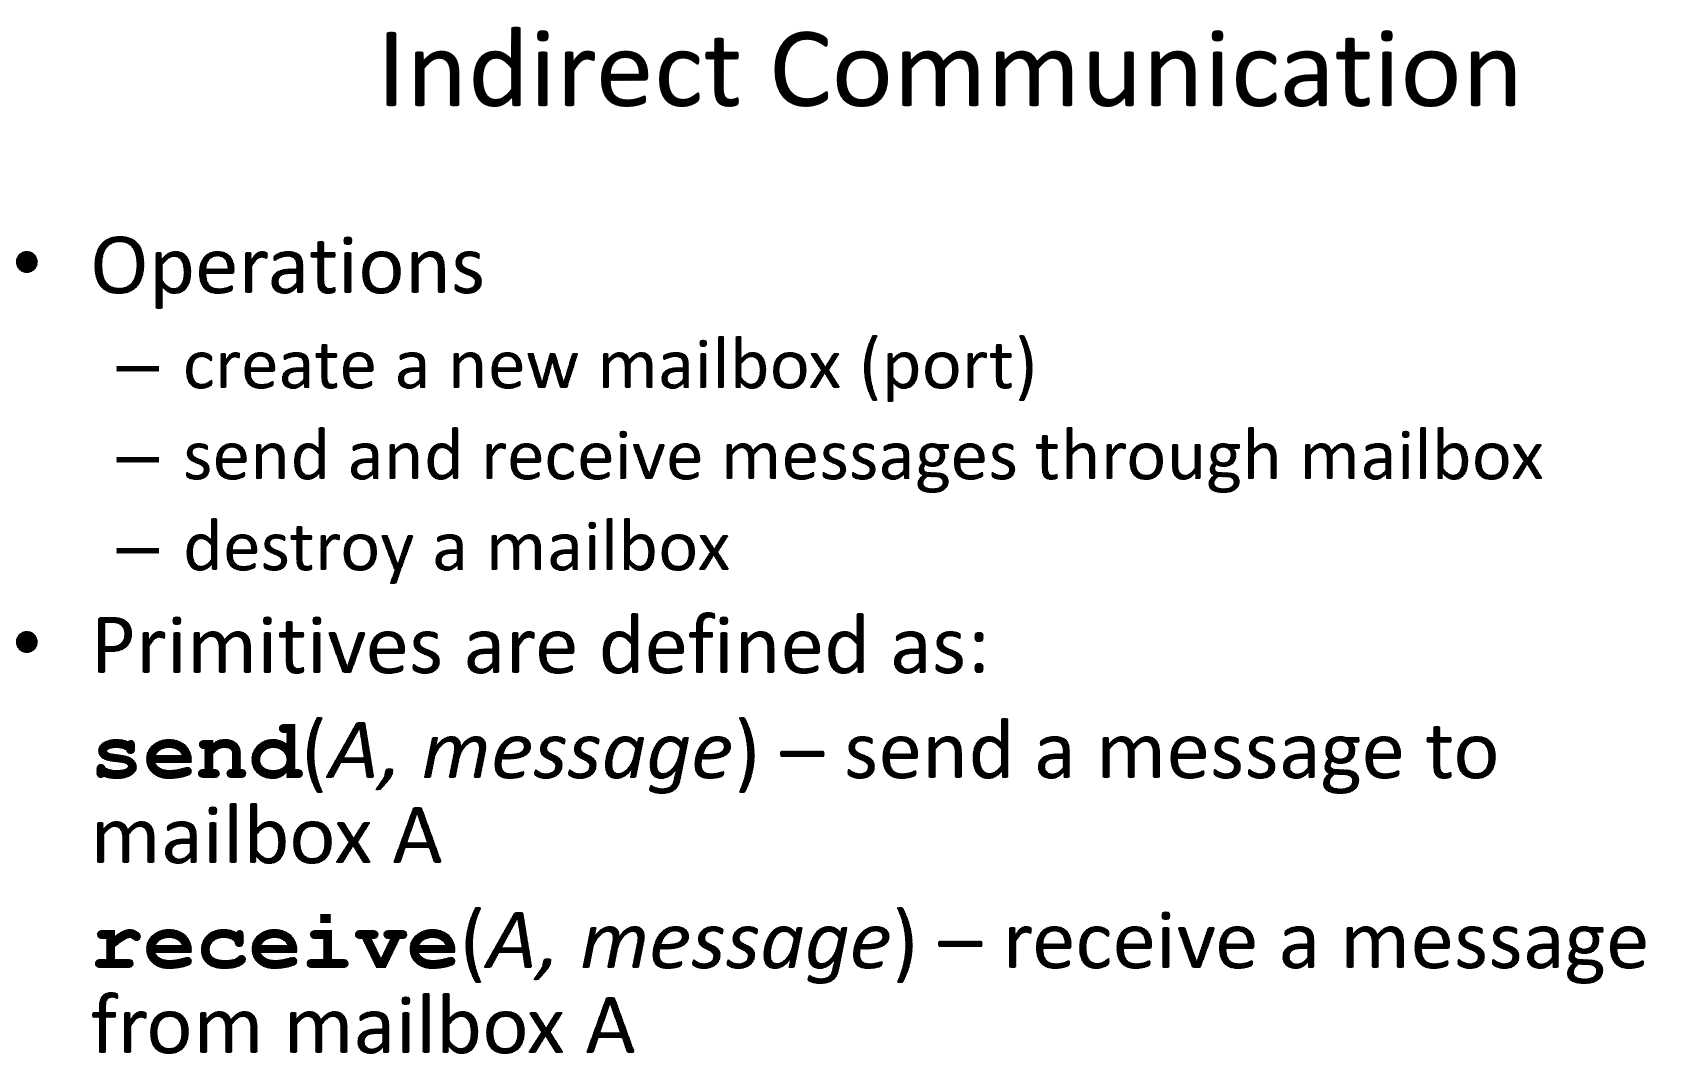 Indirect Communication
• Operations
– create a new mailbox (port)
– send and receive messages through mailbox
– destroy a mailbox
• Primitives are defined as:
send(A, message) – send a message to
mailbox A
receive(A, message) – receive a message
from mailbox A